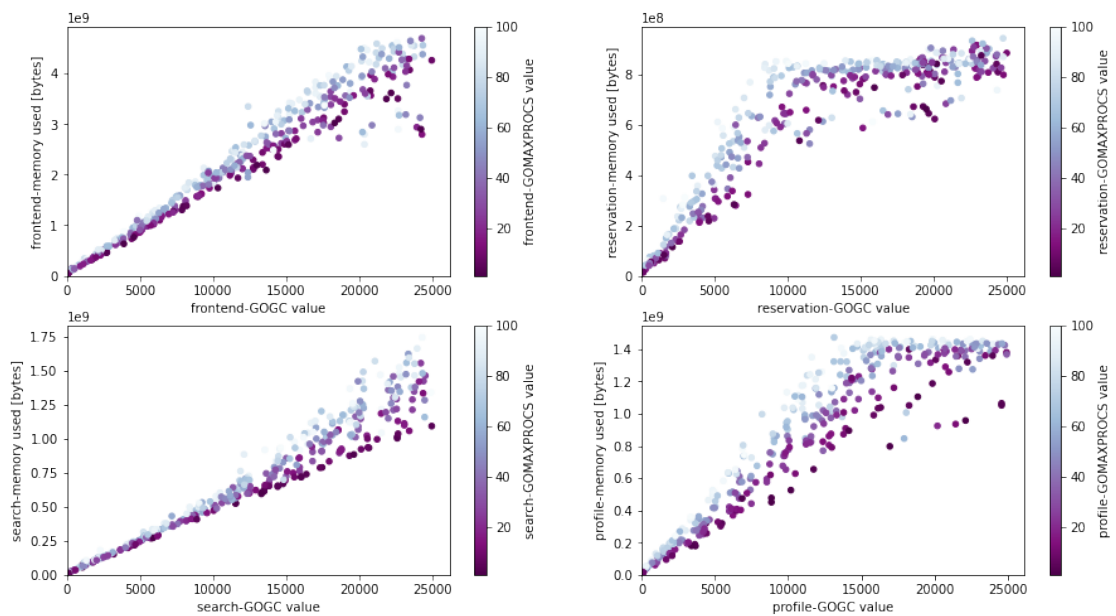 1e9
frontend-memory used [bytes]
4
3
2
1
0
0 5000 10000 15000 20000 25000
frontend-GOGC value
100
80
60
40
20
frontend-GOMAXPROCS value
1e8
reservation-memory used [bytes]
8
6
4
2
0
0 5000 10000 15000 20000 25000
reservation-GOGC value
100
80
60
40
20
reservation-GOMAXPROCS value
1e9
search-memory used [bytes]
1.75
1.50
1.25
1.00
0.75
0.50
0.25
0.00
0 5000 10000 15000 20000 25000
search-GOGC value
100
80
60
40
20
search-GOMAXPROCS value
1e9
profile-memory used [bytes]
1.4
1.2
1.0
0.8
0.6
0.4
0.2
0.0
0 5000 10000 15000 20000 25000
profile-GOGC value
100
80
60
40
20
profile-GOMAXPROCS value